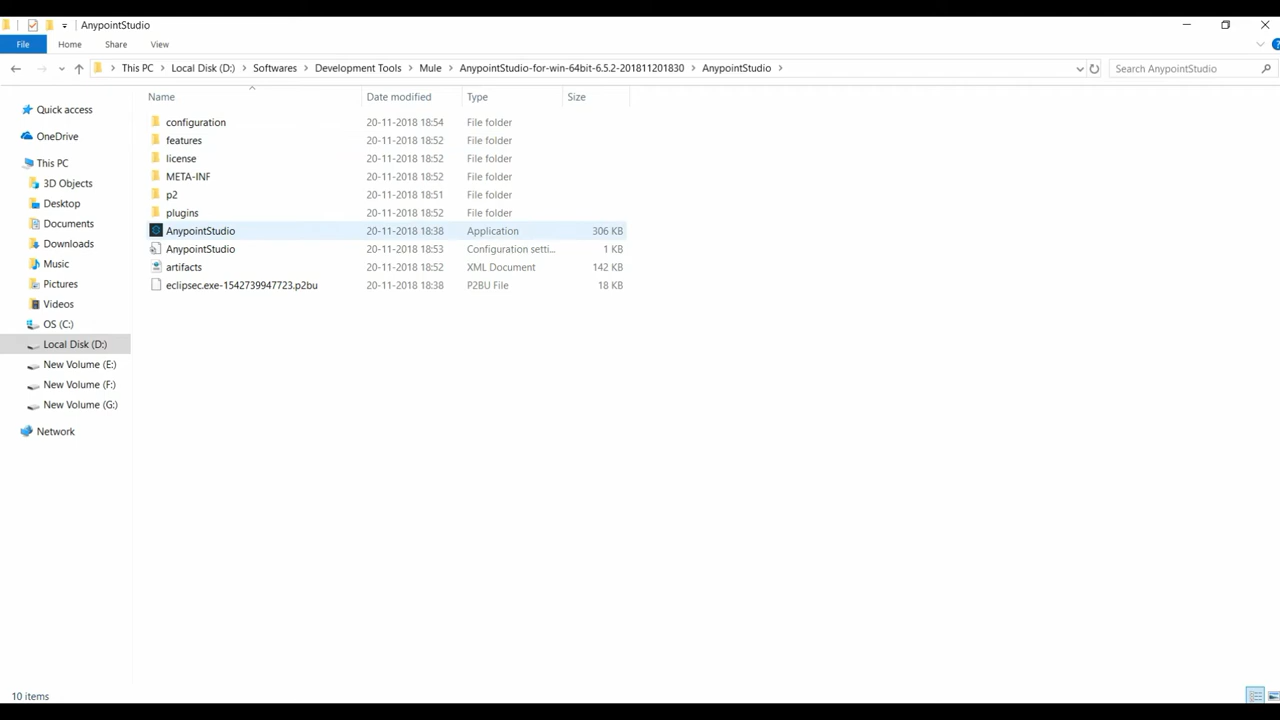 AnypointStudio
File Home Share View
This PC Local Disk (D:) Softwares Development Tools Mule AnypointStudio-for-win-64bit-6.5.2-201811201830 AnypointStudio Search AnypointStudio
Name Date modified Type Size
Quick access
OneDrive
This PC
3D Objects
Desktop
Documents
Downloads
Music
Pictures
Videos
OS (C:)
Local Disk (D:)
New Volume (E:)
New Volume (F:)
New Volume (G:)
Network
configuration 20-11-2018 18:54 File folder
features 20-11-2018 18:52 File folder
license 20-11-2018 18:52 File folder
META-INF 20-11-2018 18:52 File folder
p2 20-11-2018 18:51 File folder
plugins 20-11-2018 18:52 File folder
AnypointStudio 20-11-2018 18:38 Application 306 KB
AnypointStudio 20-11-2018 18:53 Configuration setti... 1 KB
artifacts 20-11-2018 18:52 XML Document 142 KB
eclipsec.exe-1542739947723.p2bu 20-11-2018 18:38 P2BU File 18 KB
10 items